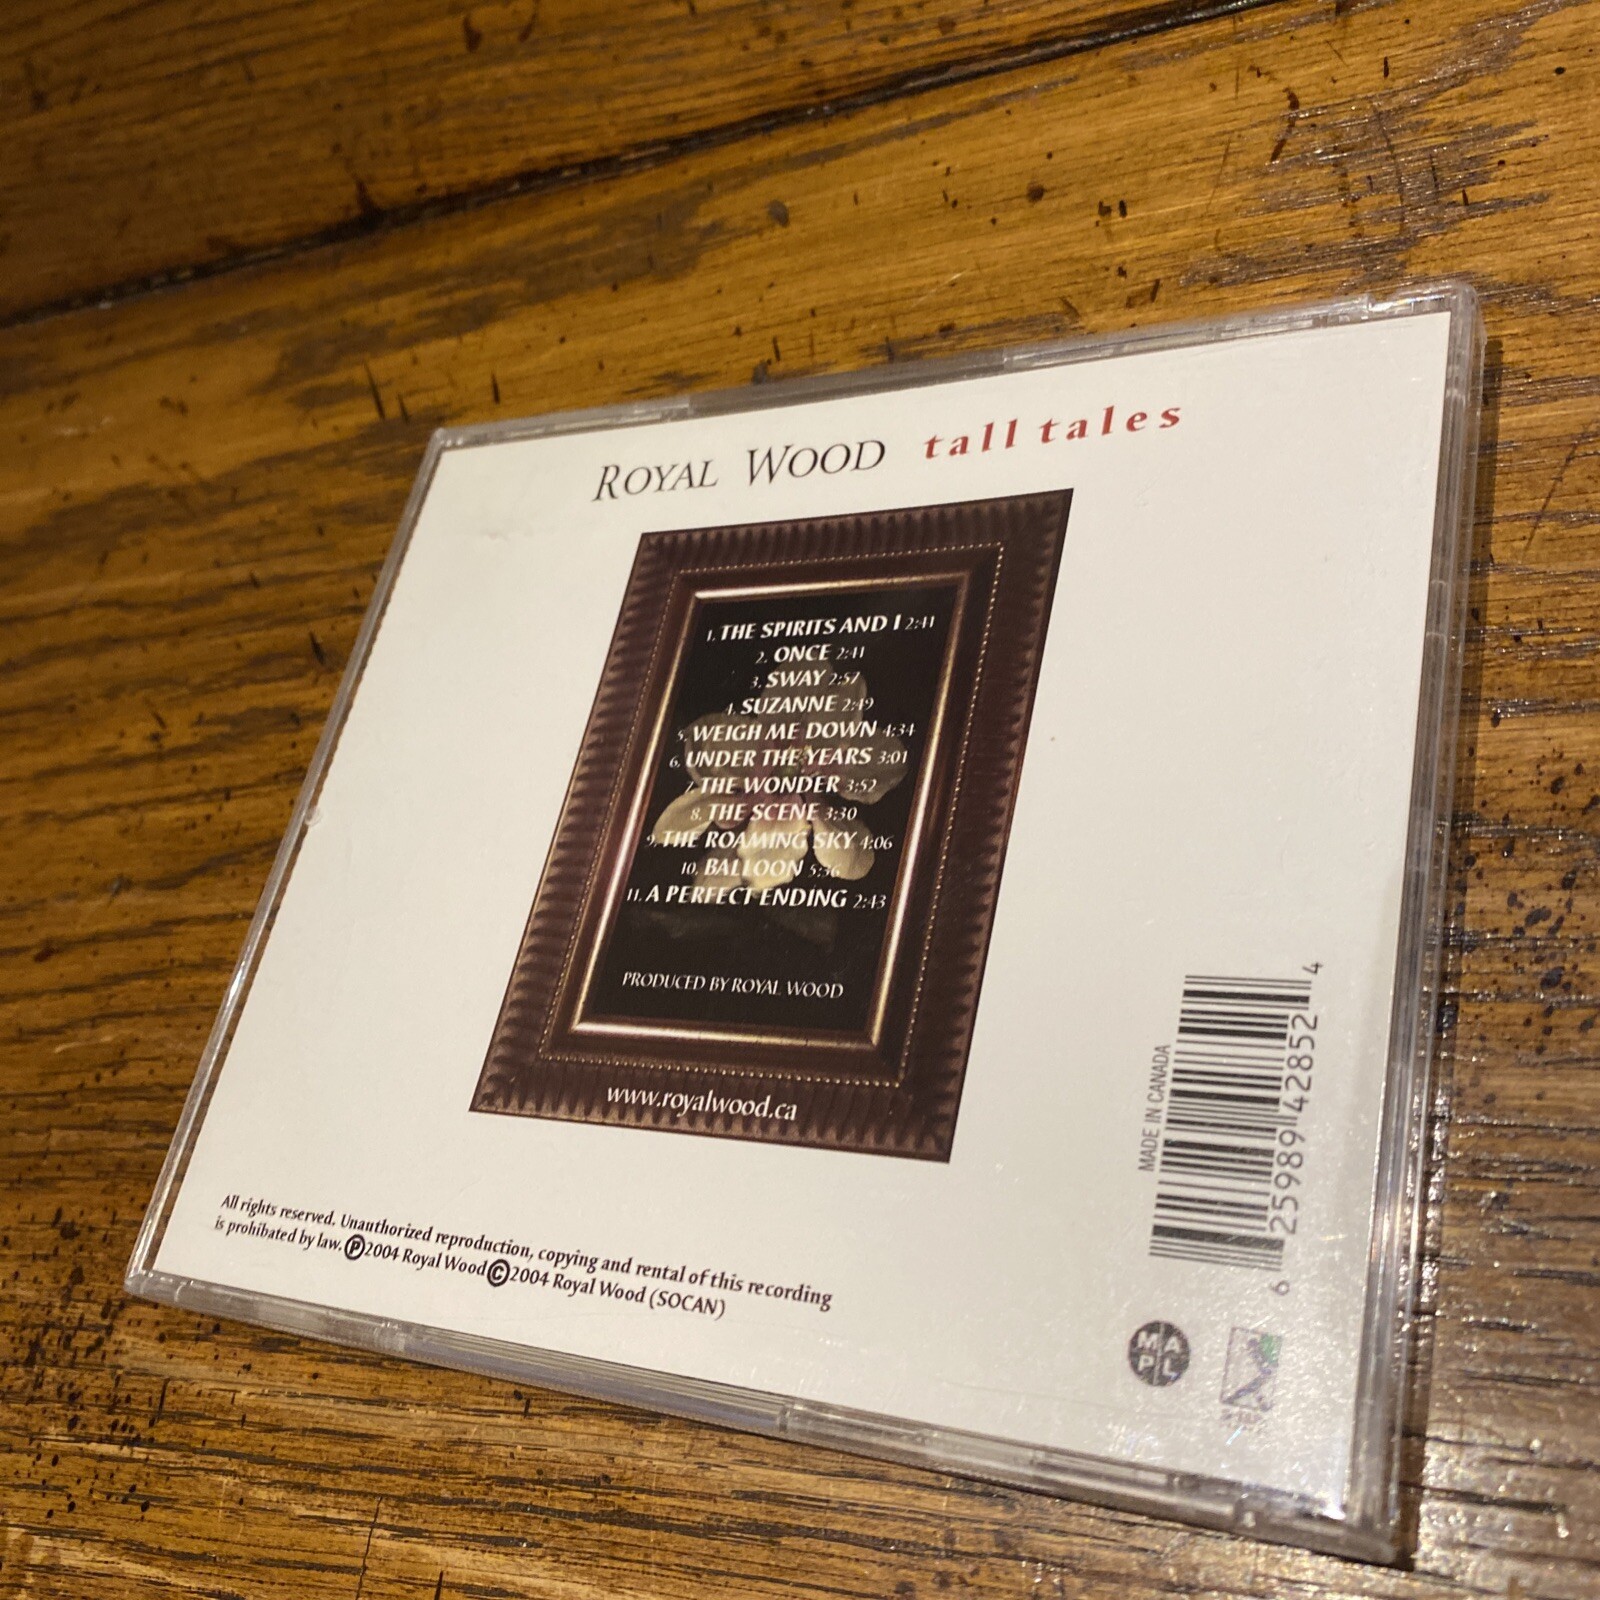 ROYAL WOOD tall tales
1. THE SPIRITS AND I 2:41
2. ONCE 2:41
3. SWAY 2:57
4. SUZANNE 2:49
5. WEIGH ME DOWN 4:34
6. UNDER THE YEARS 3:01
7. THE WONDER 3:52
8. THE SCENE 3:30
9. THE ROAMING SKY 4:06
10. BALLOON 5:36
11. A PERFECT ENDING 2:43
PRODUCED BY ROYAL WOOD
www.royalwood.ca
All rights reserved. Unauthorized reproduction, copying and rental of this recording
is prohibated by law. Ⓟ2004 Royal Wood ©2004 Royal Wood (SOCAN)
MADE IN CANADA
6 25989 42852 4
MAPL